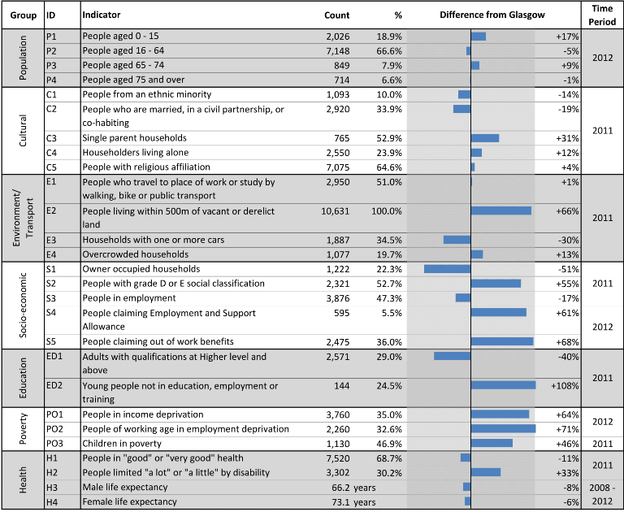 Group ID Indicator Count % Difference from Glasgow Time Period
Population
P1 People aged 0 - 15 2,026 18.9% +17%
P2 People aged 16 - 64 7,148 66.6% -5%
P3 People aged 65 - 74 849 7.9% +9%
P4 People aged 75 and over 714 6.6% -1%
2012
Cultural
C1 People from an ethnic minority 1,093 10.0% -14%
C2 People who are married, in a civil partnership, or 2,920 33.9% -19%
co-habiting
C3 Single parent households 765 52.9% +31%
C4 Householders living alone 2,550 23.9% +12%
C5 People with religious affiliation 7,075 64.6% +4%
2011
Environment/
Transport
E1 People who travel to place of work or study by 2,950 51.0% +1%
walking, bike or public transport
E2 People living within 500m of vacant or derelict 10,631 100.0% +66%
land
E3 Households with one or more cars 1,887 34.5% -30%
E4 Overcrowded households 1,077 19.7% +13%
2011
Socio-economic
S1 Owner occupied households 1,222 22.3% -51%
S2 People with grade D or E social classification 2,321 52.7% +55%
S3 People in employment 3,876 47.3% -17%
2011
S4 People claiming Employment and Support 595 5.5% +61%
Allowance
S5 People claiming out of work benefits 2,475 36.0% +68%
2012
Education
ED1 Adults with qualifications at Higher level and 2,571 29.0% -40%
above
ED2 Young people not in education, employment or 144 24.5% +108%
training
2011
Poverty
PO1 People in income deprivation 3,760 35.0% +64%
PO2 People of working age in employment deprivation 2,260 32.6% +71%
2012
PO3 Children in poverty 1,130 46.9% +46% 2011
Health
H1 People in "good" or "very good" health 7,520 68.7% -11%
H2 People limited "a lot" or "a little" by disability 3,302 30.2% +33%
2011
H3 Male life expectancy 66.2 years -8%
H4 Female life expectancy 73.1 years -6%
2008 -
2012